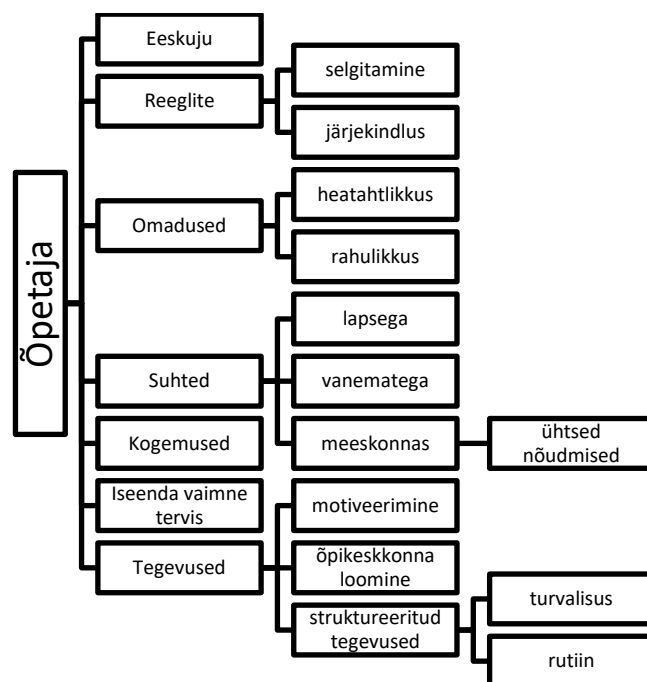 Õpetaja
Eeskuju
Reeglite
selgitamine
järjekindlus
Omadused
heatahtlikkus
rahulikkus
Suhted
lapsega
vanematega
meeskonnas
ühtsed
nõudmised
Kogemused
Iseenda vaimne
tervis
Tegevused
motiveerimine
õpikeskkonna
loomine
struktureeritud
tegevused
turvalisus
rutiin